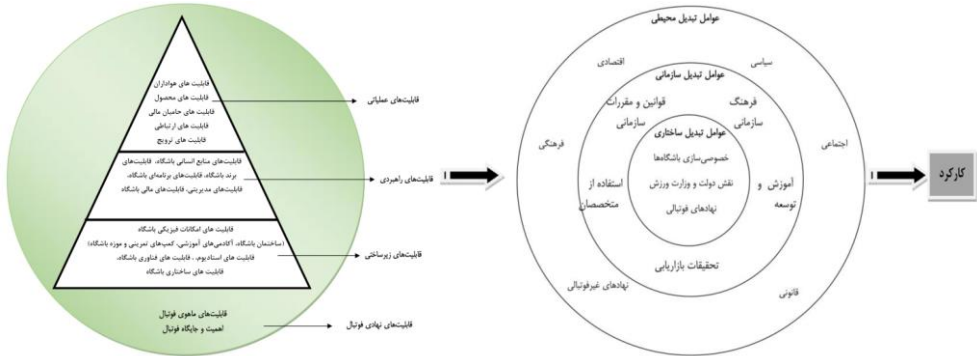 قابلیت های هواداران
قابلیت های محصول
قابلیت های حامیان مالی
قابلیت های ارتباطی
قابلیت های ترویج
قابلیت‌های عملیاتی
قابلیت‌های منابع انسانی باشگاه، قابلیت‌های
برند باشگاه، قابلیت‌های برنامه‌ای باشگاه،
قابلیت‌های مدیریتی، قابلیت‌های مالی باشگاه
قابلیت‌های راهبردی
قابلیت های امکانات فیزیکی باشگاه
(ساختمان باشگاه، آکادمی‌های آموزشی، کمپ‌های تمرینی و موزه باشگاه)
قابلیت های استادیوم، ، قابلیت های فناوری باشگاه،
قابلیت های ساختاری باشگاه
قابلیت‌های زیرساختی
قابلیت‌های ماهوی فوتبال
اهمیت و جایگاه فوتبال
قابلیت‌های نهادی فوتبال
ا
عوامل تبدیل محیطی
سیاسی
اقتصادی
اجتماعی
فرهنگی
قانونی
نهادهای غیرفوتبالی
عوامل تبدیل سازمانی
فرهنگ
سازمانی
قوانین و مقررات
سازمانی
آموزش و
توسعه
استفاده از
متخصصان
تحقیقات بازاریابی
عوامل تبدیل ساختاری
خصوصی‌سازی باشگاه‌ها
نقش دولت و وزارت ورزش
نهادهای فوتبالی
ا
کارکرد